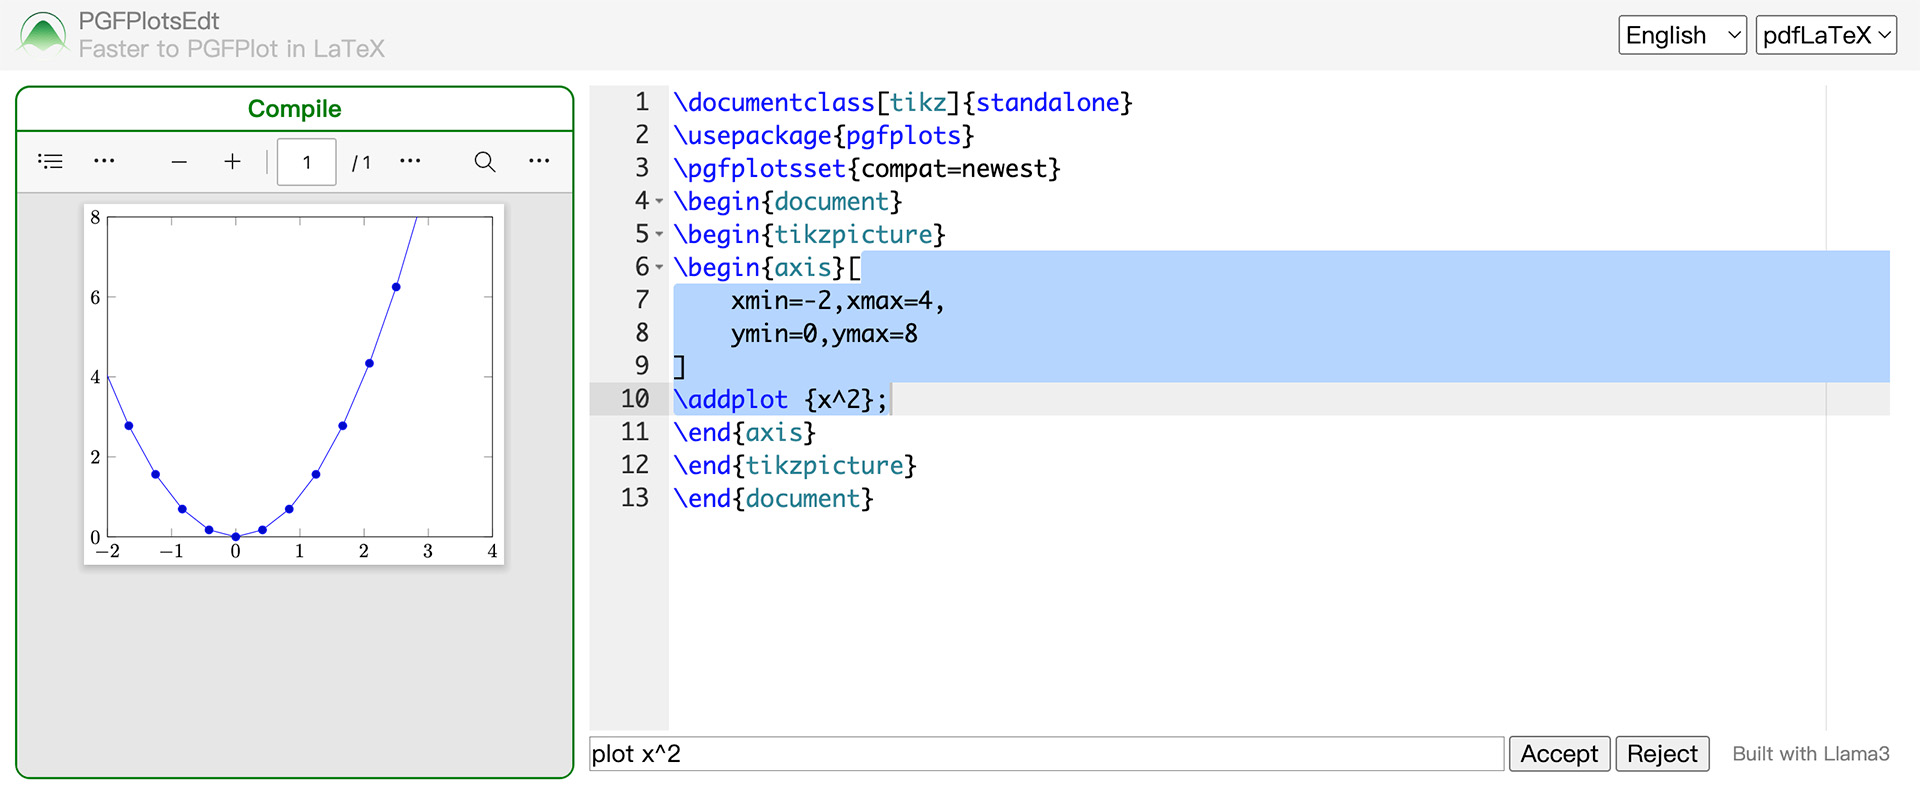 PGFPlotsEdt
Faster to PGFPlot in LaTeX
English
pdfLaTeX
Compile
1 /1
8
6
4
2
0
−2 −1 0 1 2 3 4
1 \documentclass[tikz]{standalone}
2 \usepackage{pgfplots}
3 \pgfplotsset{compat=newest}
4 \begin{document}
5 \begin{tikzpicture}
6 \begin{axis}[
7     xmin=-2,xmax=4,
8     ymin=0,ymax=8
9 ]
10 \addplot {x^2};
11 \end{axis}
12 \end{tikzpicture}
13 \end{document}
plot x^2
Accept
Reject
Built with Llama3